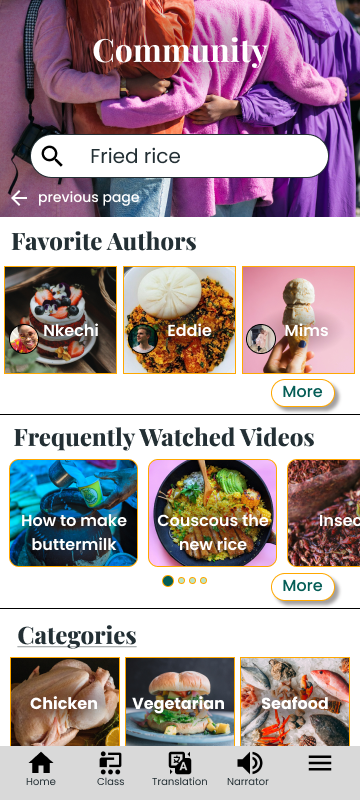 Community
Fried rice
previous page
Favorite Authors
Nkechi
Eddie
Mims
More
Frequently Watched Videos
How to make
buttermilk
Couscous the
new rice
Insec
More
Categories
Chicken
Vegetarian
Seafood
Home
Class
Translation
Narrator